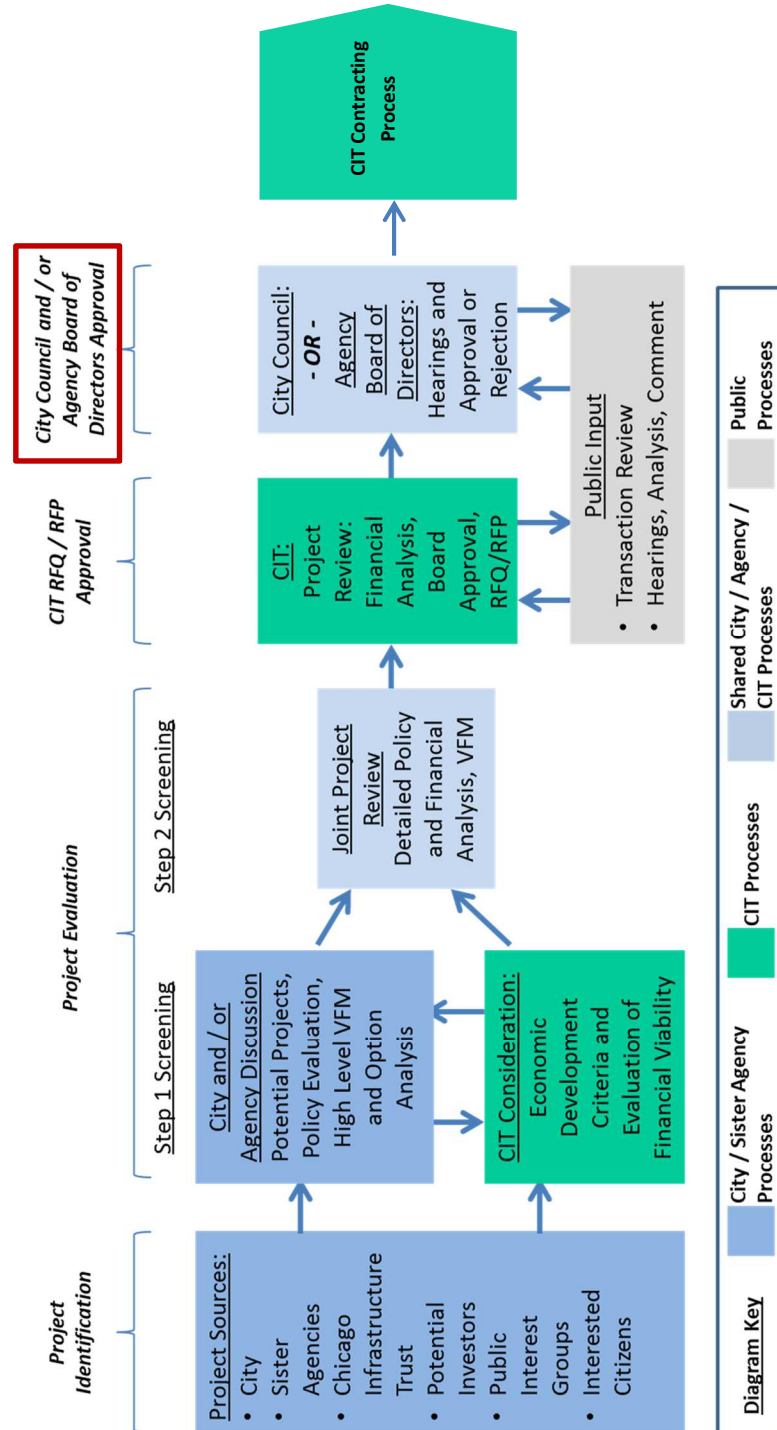 Project
Identification
Project Evaluation
CIT RFQ / RFP
Approval
City Council and / or
Agency Board of
Directors Approval
Step 1 Screening
Step 2 Screening
Project Sources:
• City
• Sister
Agencies
• Chicago
Infrastructure
Trust
• Potential
Investors
• Public
Interest
Groups
• Interested
Citizens
City and / or
Agency Discussion
Potential Projects,
Policy Evaluation,
High Level VFM
and Option
Analysis
CIT Consideration:
Economic
Development
Criteria and
Evaluation of
Financial Viability
Joint Project
Review
Detailed Policy
and Financial
Analysis, VFM
CIT:
Project
Review:
Financial
Analysis,
Board
Approval,
RFQ/RFP
City Council:
- OR -
Agency
Board of
Directors:
Hearings and
Approval or
Rejection
CIT Contracting
Process
Public Input
• Transaction Review
• Hearings, Analysis, Comment
Diagram Key
City / Sister Agency
Processes
CIT Processes
Shared City / Agency /
CIT Processes
Public
Processes